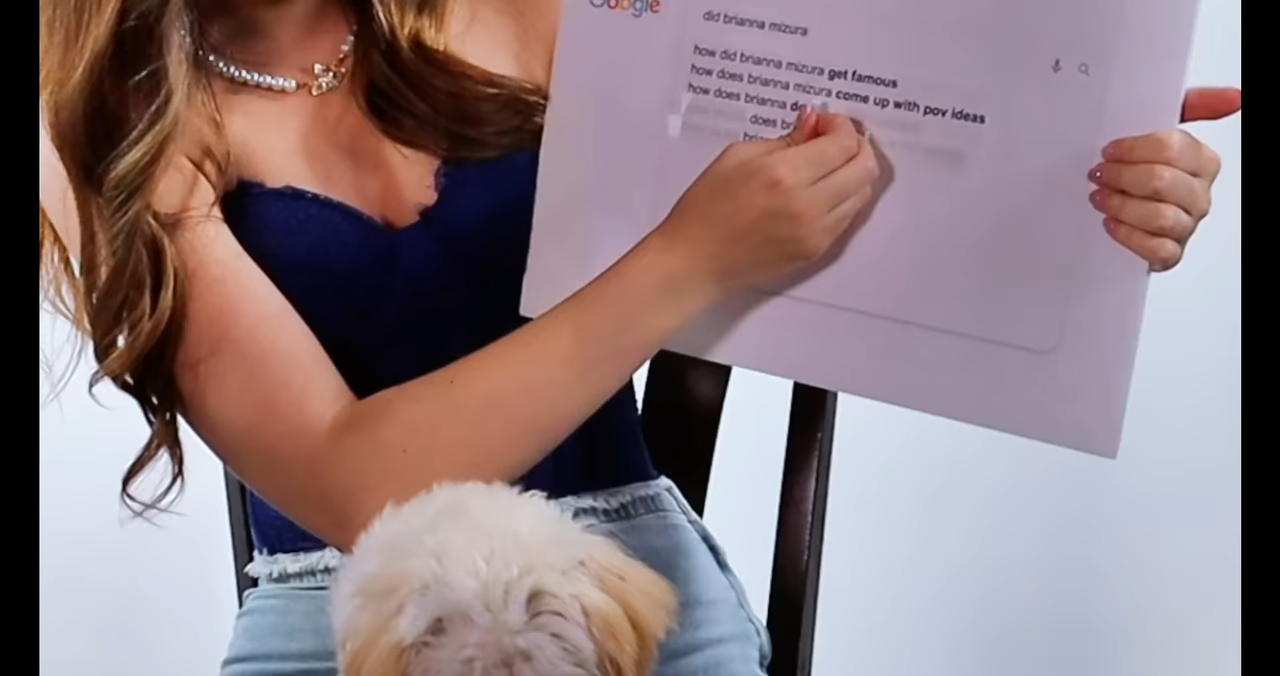 Google
did brianna mizura
how did brianna mizura get famous
how does brianna mizura come up with pov ideas
how does brianna
does